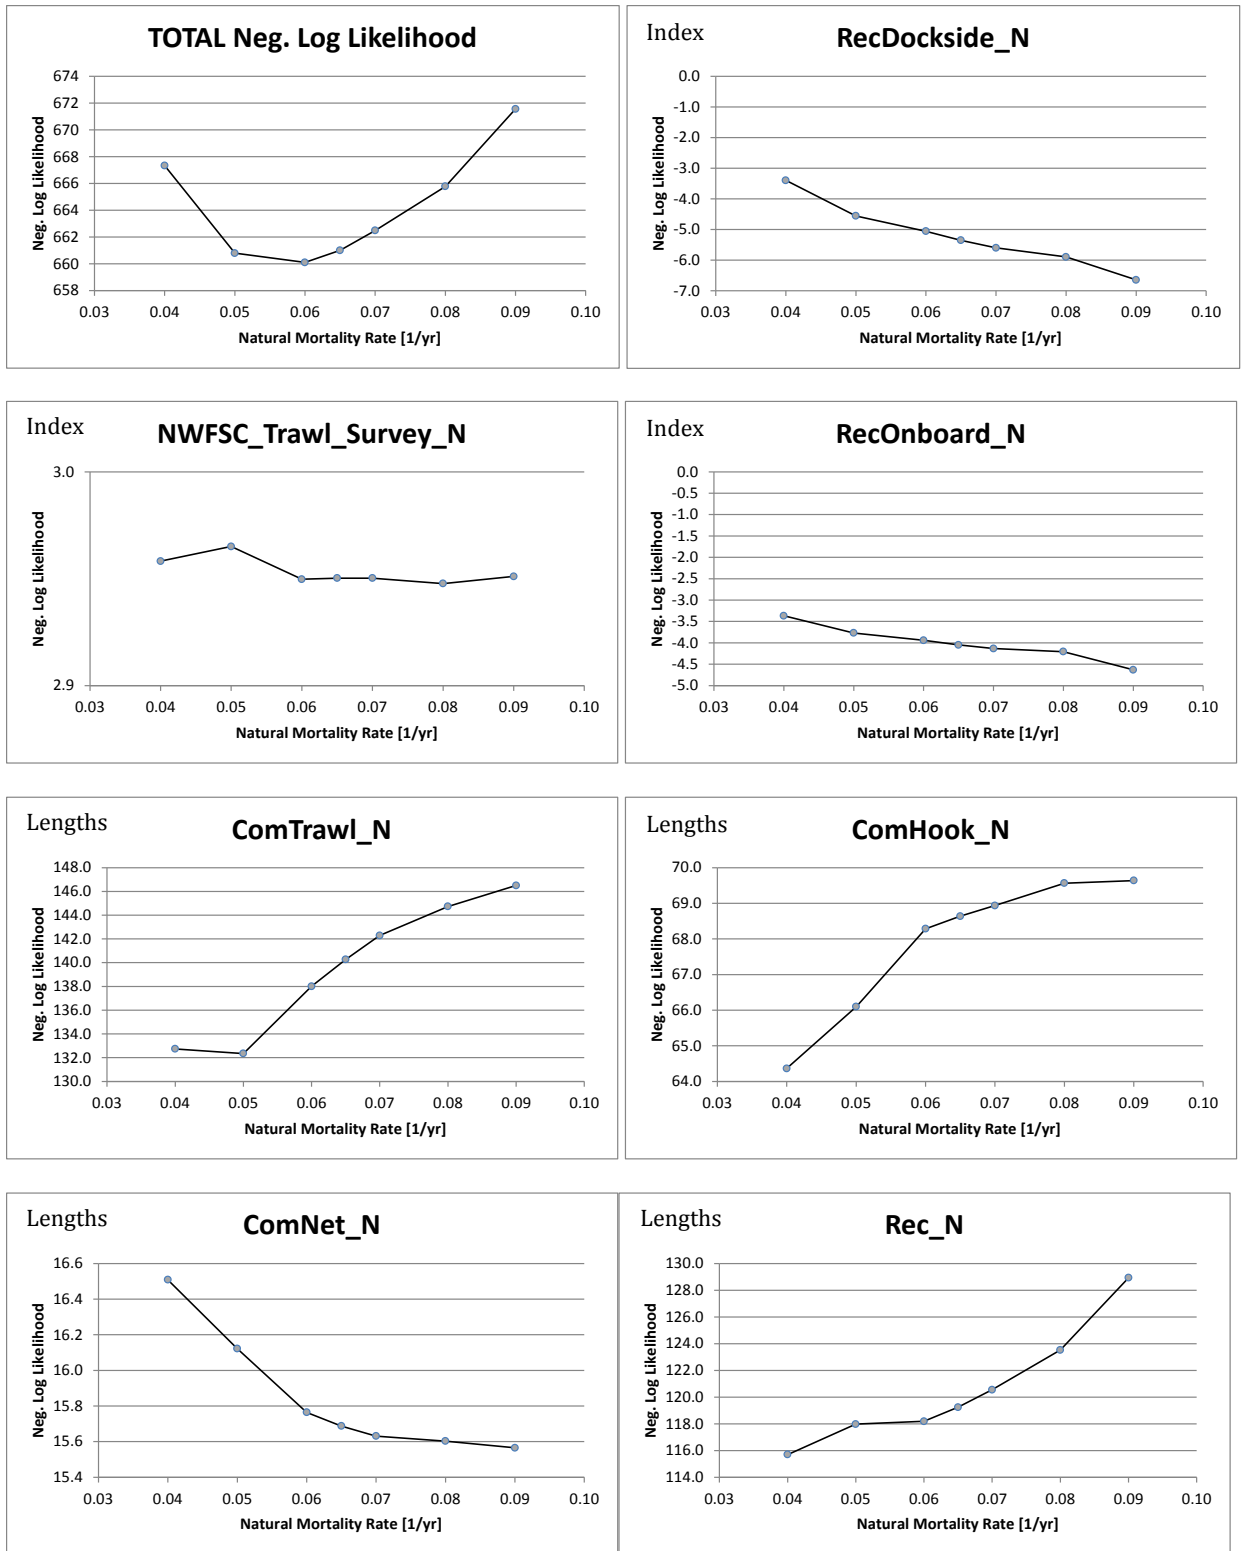 TOTAL Neg. Log Likelihood
Neg. Log Likelihood
674
672
670
668
666
664
662
660
658
0.03 0.04 0.05 0.06 0.07 0.08 0.09 0.10
Natural Mortality Rate [1/yr]
Index
RecDockside_N
Neg. Log Likelihood
0.0
-1.0
-2.0
-3.0
-4.0
-5.0
-6.0
-7.0
0.03 0.04 0.05 0.06 0.07 0.08 0.09 0.10
Natural Mortality Rate [1/yr]
Index
NWFSC_Trawl_Survey_N
Neg. Log Likelihood
3.0
2.9
0.03 0.04 0.05 0.06 0.07 0.08 0.09 0.10
Natural Mortality Rate [1/yr]
Index
RecOnboard_N
Neg. Log Likelihood
0.0
-0.5
-1.0
-1.5
-2.0
-2.5
-3.0
-3.5
-4.0
-4.5
-5.0
0.03 0.04 0.05 0.06 0.07 0.08 0.09 0.10
Natural Mortality Rate [1/yr]
Lengths
ComTrawl_N
Neg. Log Likelihood
148.0
146.0
144.0
142.0
140.0
138.0
136.0
134.0
132.0
130.0
0.03 0.04 0.05 0.06 0.07 0.08 0.09 0.10
Natural Mortality Rate [1/yr]
Lengths
ComHook_N
Neg. Log Likelihood
70.0
69.0
68.0
67.0
66.0
65.0
64.0
0.03 0.04 0.05 0.06 0.07 0.08 0.09 0.10
Natural Mortality Rate [1/yr]
Lengths
ComNet_N
Neg. Log Likelihood
16.6
16.4
16.2
16.0
15.8
15.6
15.4
0.03 0.04 0.05 0.06 0.07 0.08 0.09 0.10
Natural Mortality Rate [1/yr]
Lengths
Rec_N
Neg. Log Likelihood
130.0
128.0
126.0
124.0
122.0
120.0
118.0
116.0
114.0
0.03 0.04 0.05 0.06 0.07 0.08 0.09 0.10
Natural Mortality Rate [1/yr]